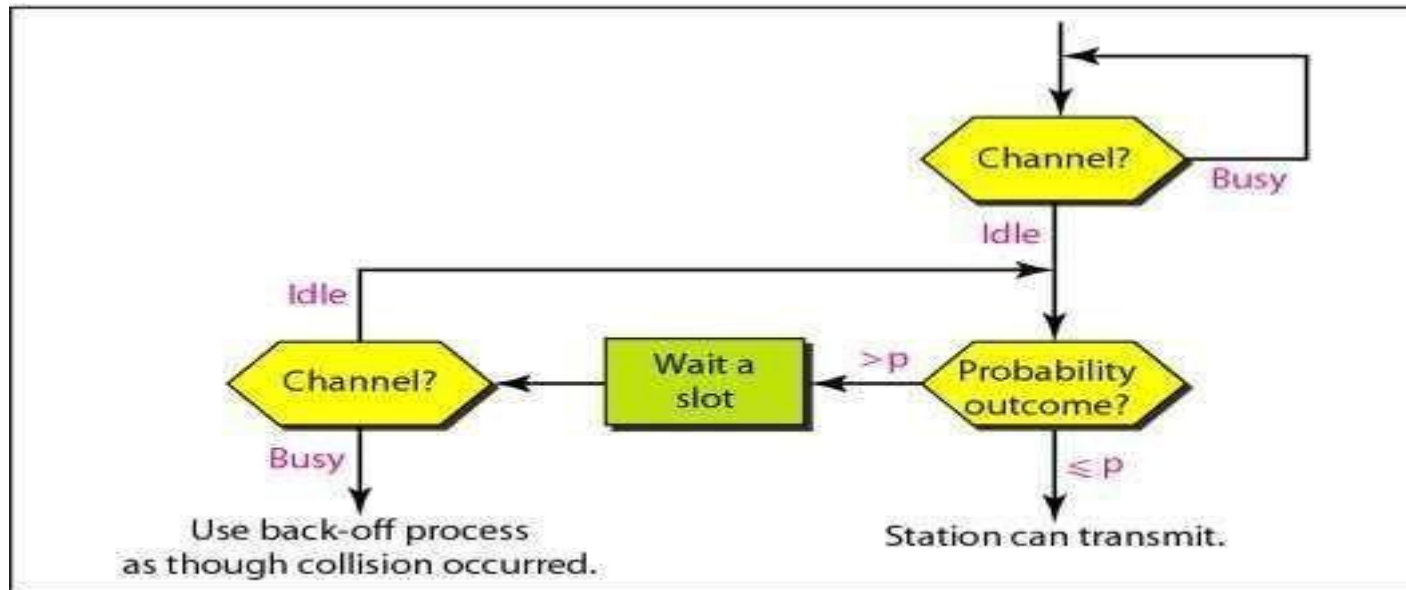 Channel?
Busy
Idle
Idle
Channel?
Wait a
slot
>p
Probability
outcome?
Busy
⩽ p
Use back-off process
as though collision occurred.
Station can transmit.